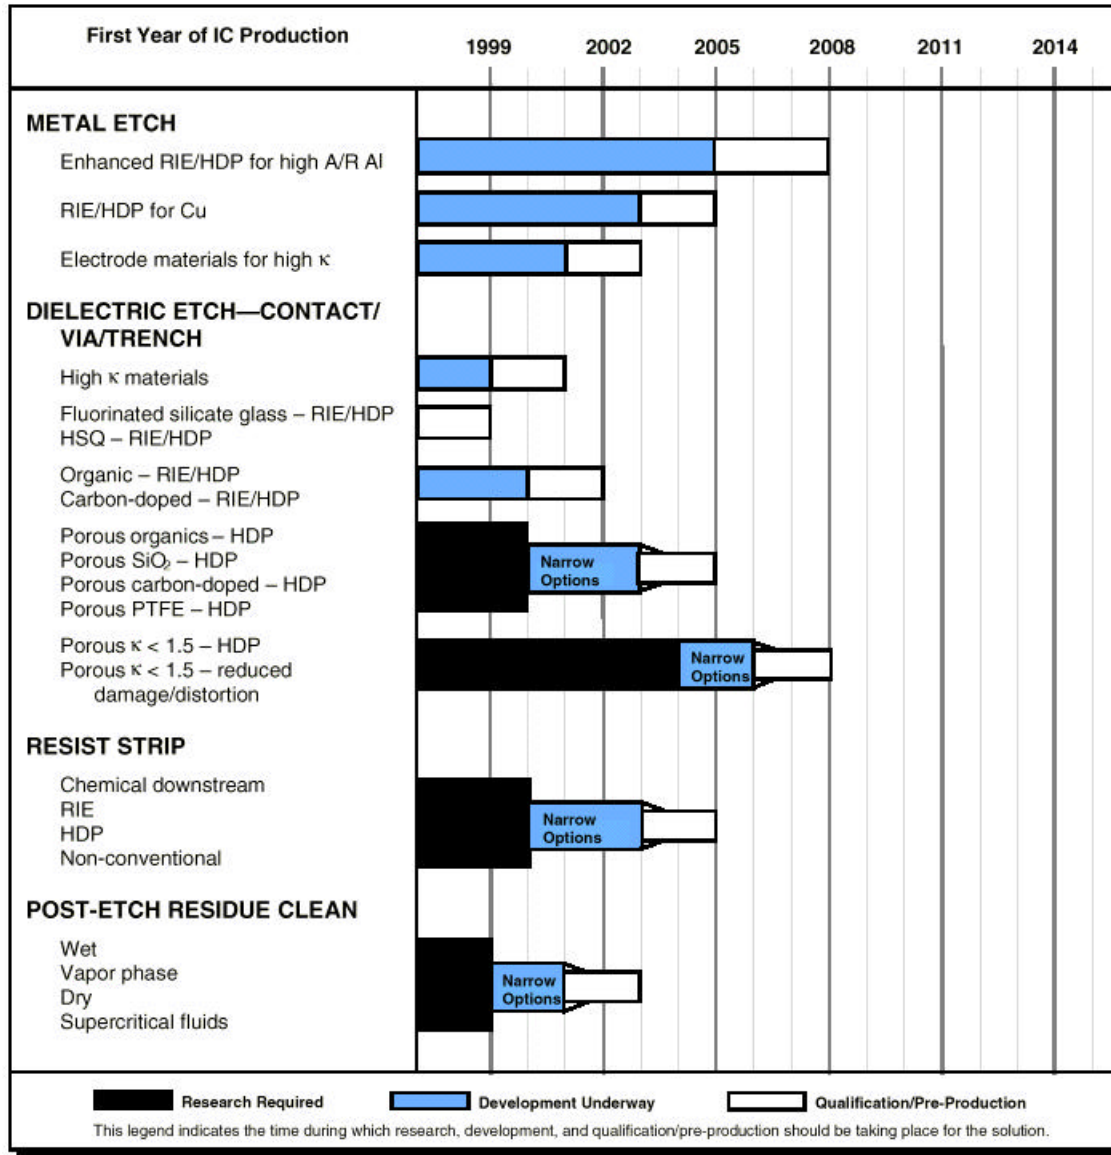 First Year of IC Production
1999 2002 2005 2008 2011 2014
METAL ETCH
Enhanced RIE/HDP for high A/R Al
RIE/HDP for Cu
Electrode materials for high κ
DIELECTRIC ETCH—CONTACT/
VIA/TRENCH
High κ materials
Fluorinated silicate glass – RIE/HDP
HSQ – RIE/HDP
Organic – RIE/HDP
Carbon-doped – RIE/HDP
Porous organics – HDP
Porous SiO₂ – HDP
Porous carbon-doped – HDP
Porous PTFE – HDP
Narrow
Options
Porous κ < 1.5 – HDP
Porous κ < 1.5 – reduced
damage/distortion
Narrow
Options
RESIST STRIP
Chemical downstream
RIE
HDP
Non-conventional
Narrow
Options
POST-ETCH RESIDUE CLEAN
Wet
Vapor phase
Dry
Supercritical fluids
Narrow
Options
Research Required
Development Underway
Qualification/Pre-Production
This legend indicates the time during which research, development, and qualification/pre-production should be taking place for the solution.